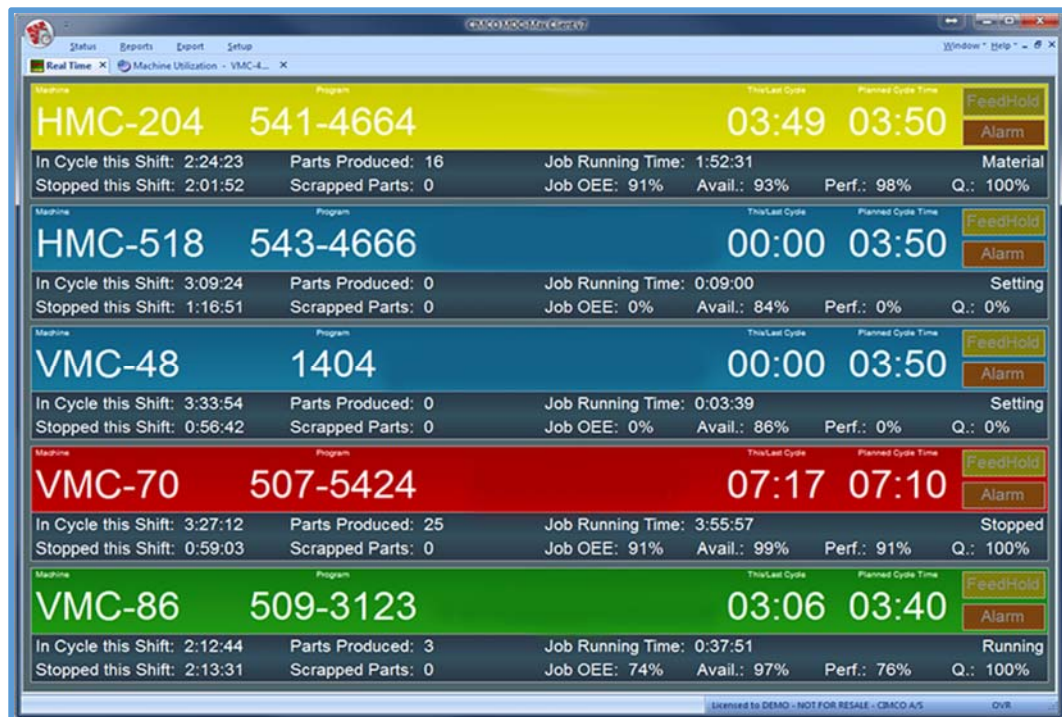 CIMCO MDC-Max Client v7
Status Reports Export Setup Window Help
Real Time Machine Utilization - VMC-4...
Machine Program This/Last Cycle Planned Cycle Time
HMC-204 541-4664 03:49 03:50 FeedHold
Alarm
In Cycle this Shift: 2:24:23 Parts Produced: 16 Job Running Time: 1:52:31 Material
Stopped this Shift: 2:01:52 Scrapped Parts: 0 Job OEE: 91% Avail.: 93% Perf.: 98% Q.: 100%
Machine Program This/Last Cycle Planned Cycle Time
HMC-518 543-4666 00:00 03:50 FeedHold
Alarm
In Cycle this Shift: 3:09:24 Parts Produced: 0 Job Running Time: 0:09:00 Setting
Stopped this Shift: 1:16:51 Scrapped Parts: 0 Job OEE: 0% Avail.: 84% Perf.: 0% Q.: 0%
Machine Program This/Last Cycle Planned Cycle Time
VMC-48 1404 00:00 03:50 FeedHold
Alarm
In Cycle this Shift: 3:33:54 Parts Produced: 0 Job Running Time: 0:03:39 Setting
Stopped this Shift: 0:56:42 Scrapped Parts: 0 Job OEE: 0% Avail.: 86% Perf.: 0% Q.: 0%
Machine Program This/Last Cycle Planned Cycle Time
VMC-70 507-5424 07:17 07:10 FeedHold
Alarm
In Cycle this Shift: 3:27:12 Parts Produced: 25 Job Running Time: 3:55:57 Stopped
Stopped this Shift: 0:59:03 Scrapped Parts: 0 Job OEE: 91% Avail.: 99% Perf.: 91% Q.: 100%
Machine Program This/Last Cycle Planned Cycle Time
VMC-86 509-3123 03:06 03:40 FeedHold
Alarm
In Cycle this Shift: 2:12:44 Parts Produced: 3 Job Running Time: 0:37:51 Running
Stopped this Shift: 2:13:31 Scrapped Parts: 0 Job OEE: 74% Avail.: 97% Perf.: 76% Q.: 100%
Licensed to DEMO - NOT FOR RESALE - CIMCO A/S OVR